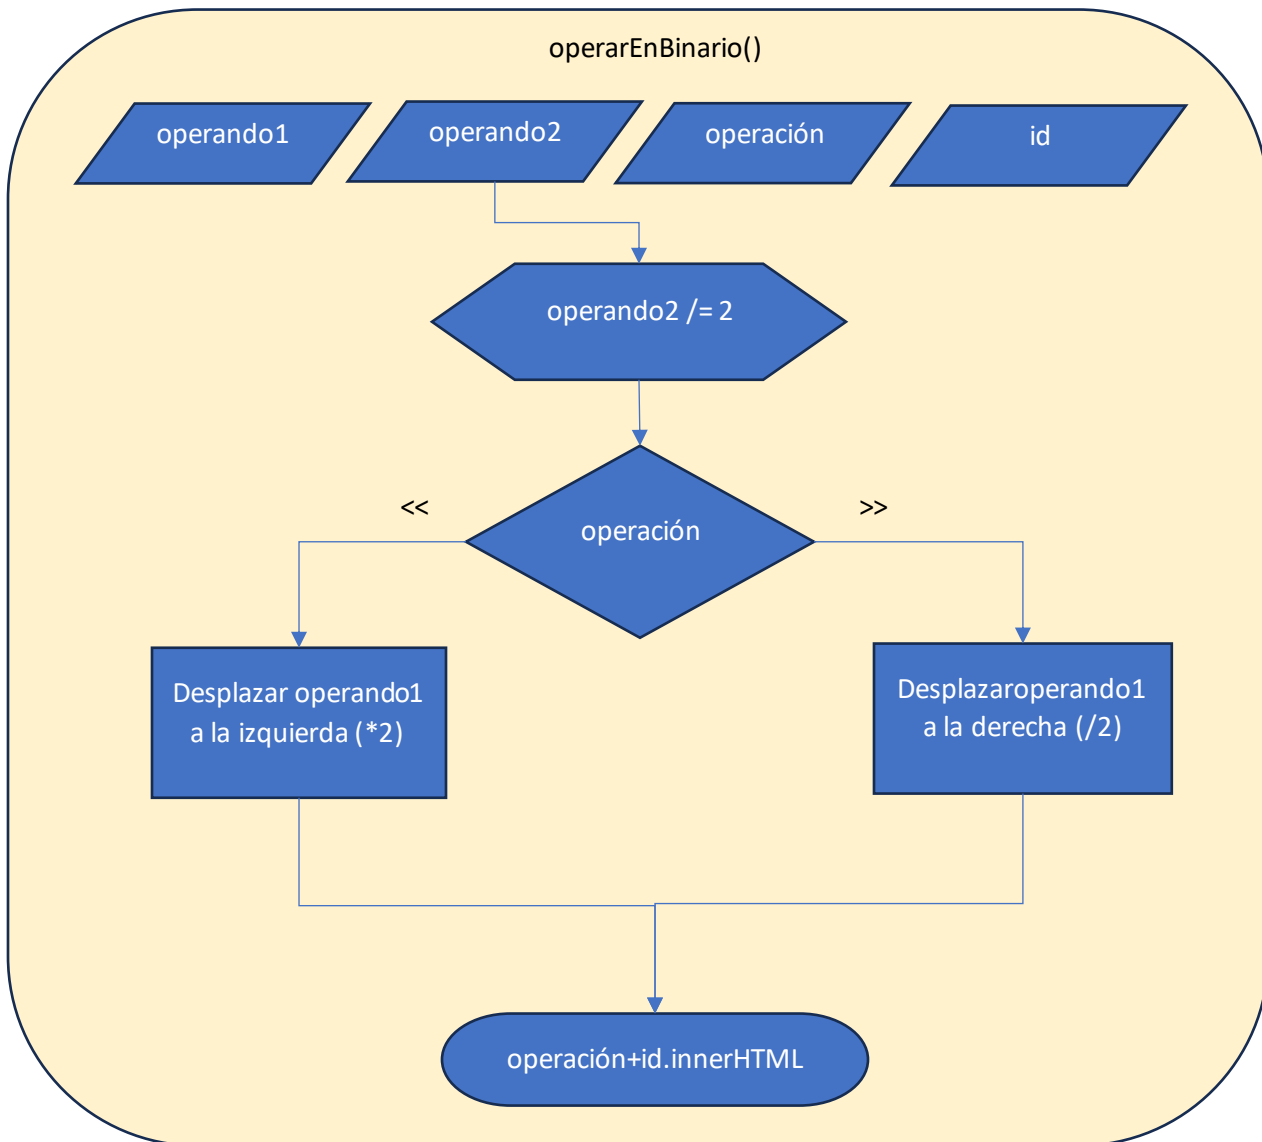 operarEnBinario()
operando1
operando2
operación
id
operando2 /= 2
<<
>>
operación
Desplazar operando1
a la izquierda (*2)
Desplazaroperando1
a la derecha (/2)
operación+id.innerHTML